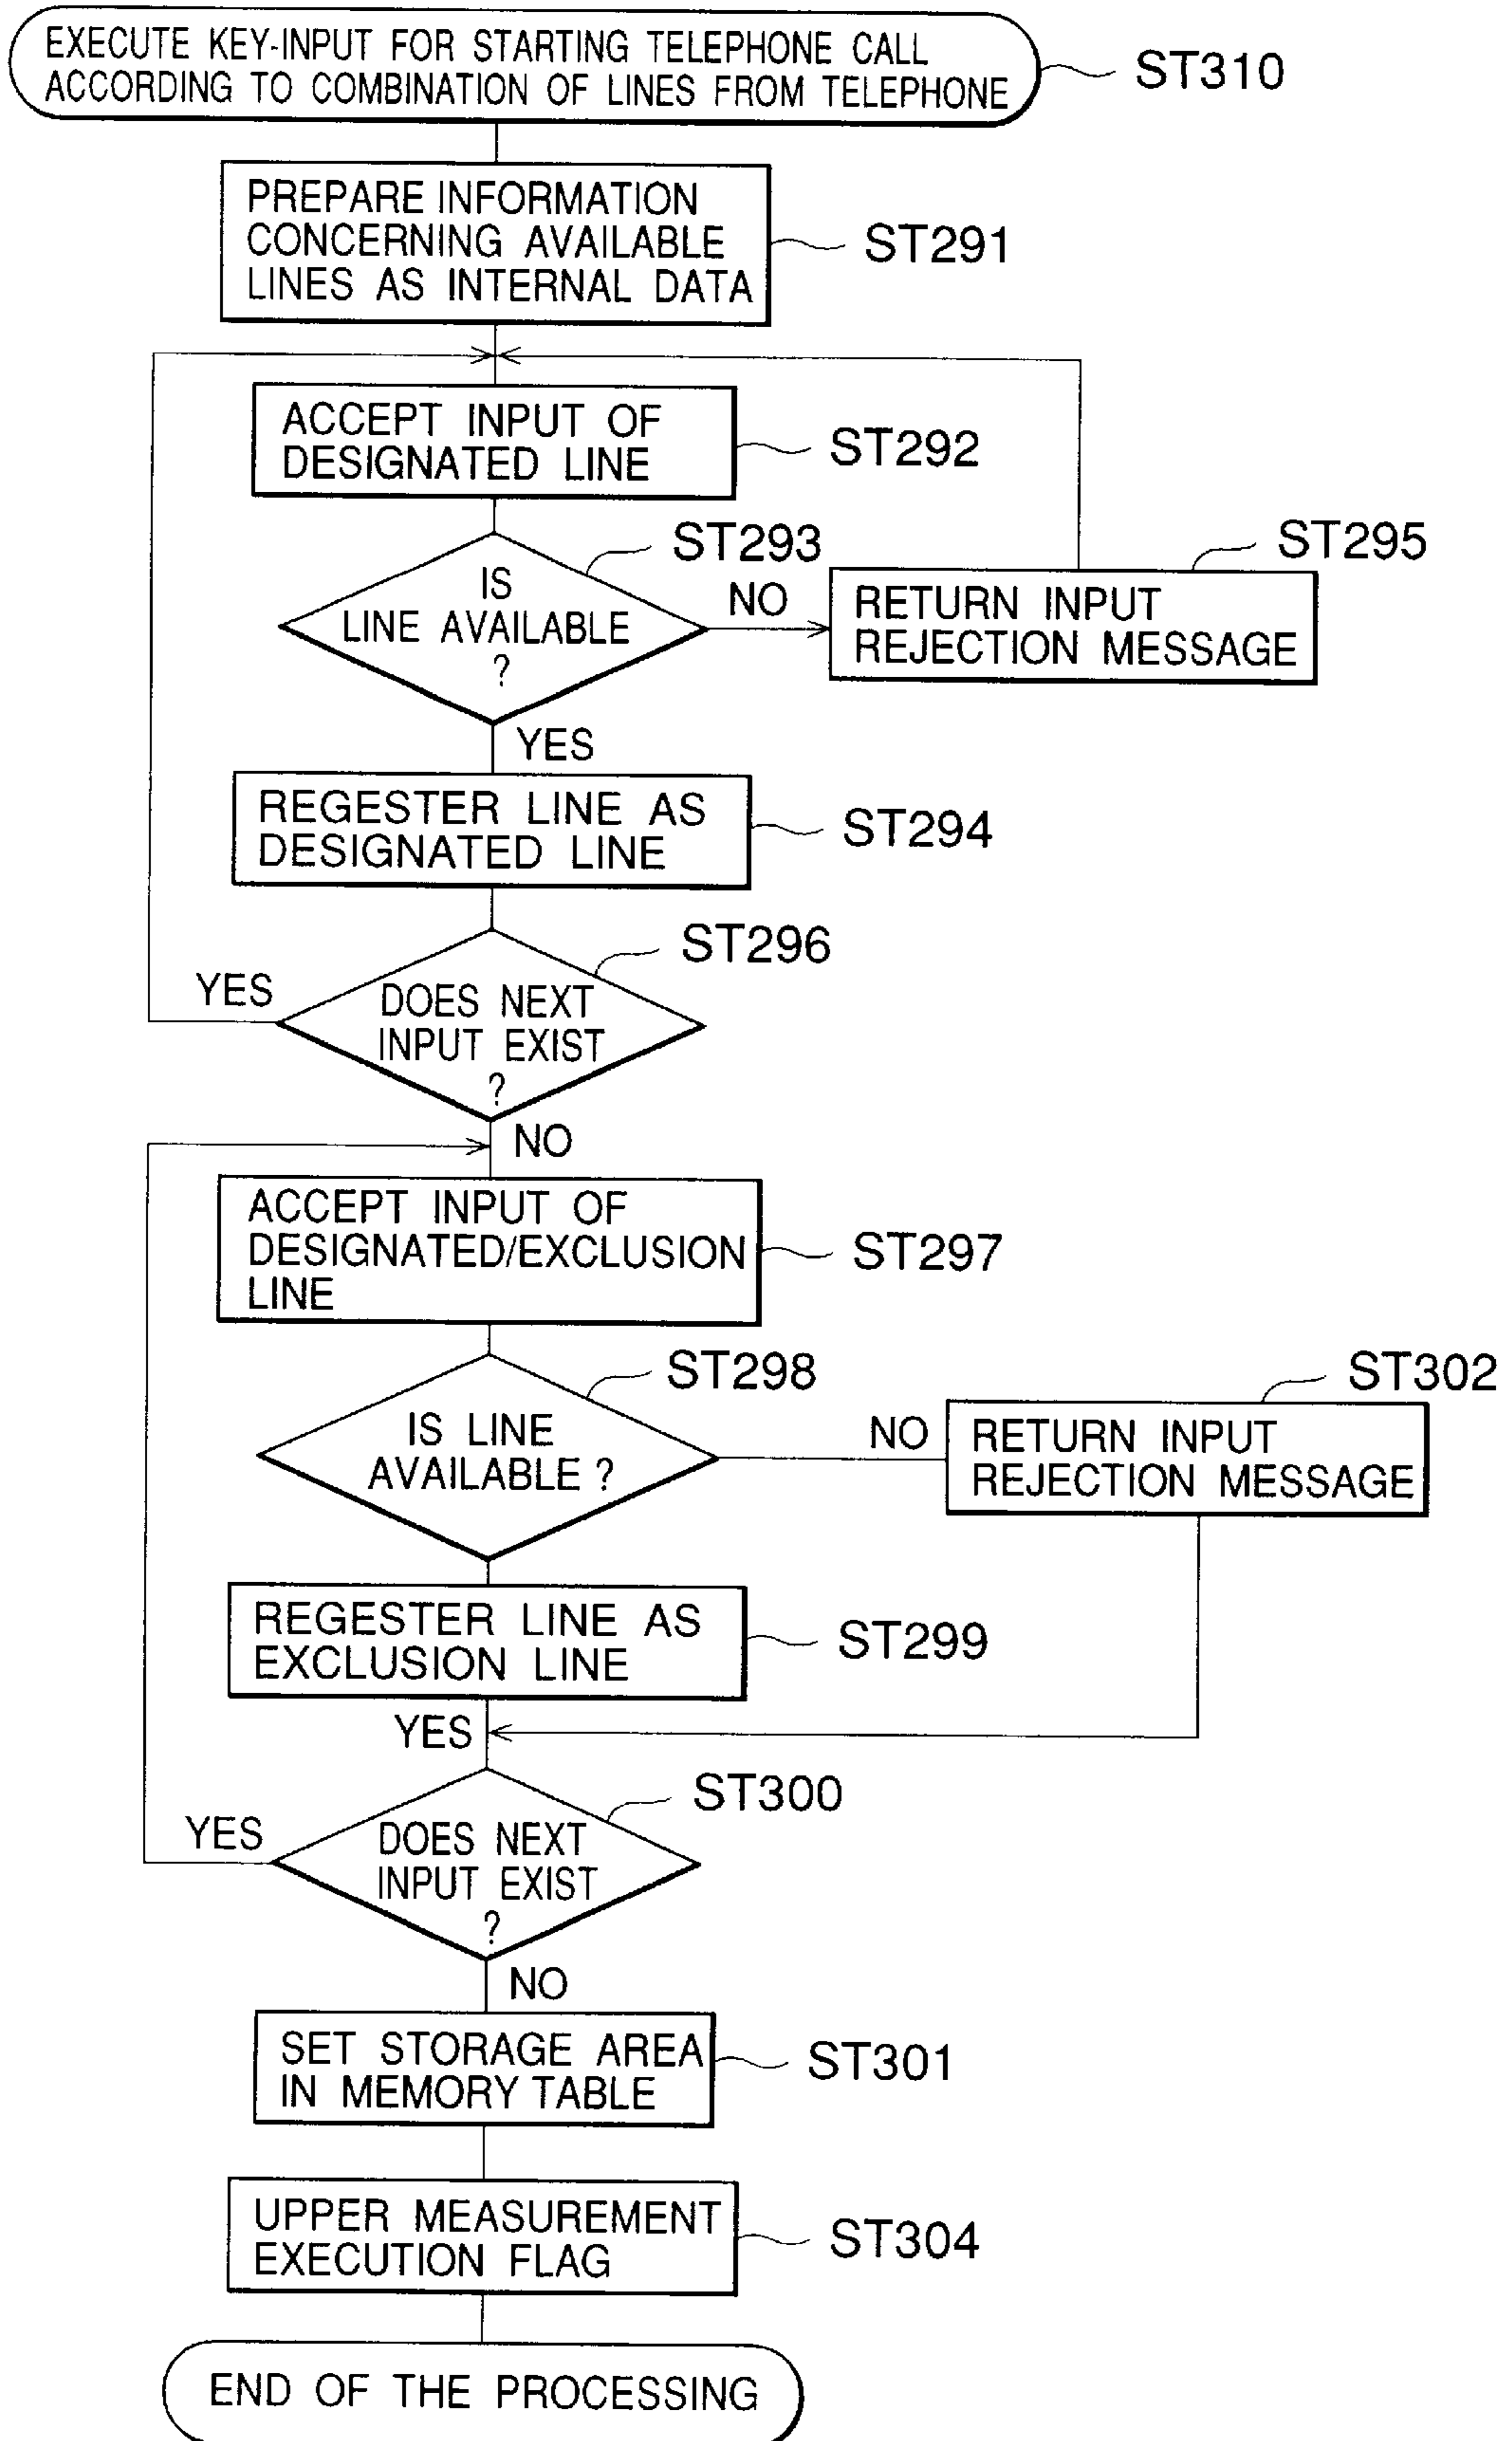 EXECUTE KEY-INPUT FOR STARTING TELEPHONE CALL
ACCORDING TO COMBINATION OF LINES FROM TELEPHONE
ST310
PREPARE INFORMATION
CONCERNING AVAILABLE
LINES AS INTERNAL DATA
ST291
ACCEPT INPUT OF
DESIGNATED LINE
ST292
ST293
IS
LINE AVAILABLE
?
NO
ST295
RETURN INPUT
REJECTION MESSAGE
YES
REGESTER LINE AS
DESIGNATED LINE
ST294
ST296
YES
DOES NEXT
INPUT EXIST
?
NO
ACCEPT INPUT OF
DESIGNATED/EXCLUSION
LINE
ST297
ST298
IS LINE
AVAILABLE ?
NO
ST302
RETURN INPUT
REJECTION MESSAGE
REGESTER LINE AS
EXCLUSION LINE
ST299
YES
ST300
YES
DOES NEXT
INPUT EXIST
?
NO
SET STORAGE AREA
IN MEMORY TABLE
ST301
UPPER MEASUREMENT
EXECUTION FLAG
ST304
END OF THE PROCESSING